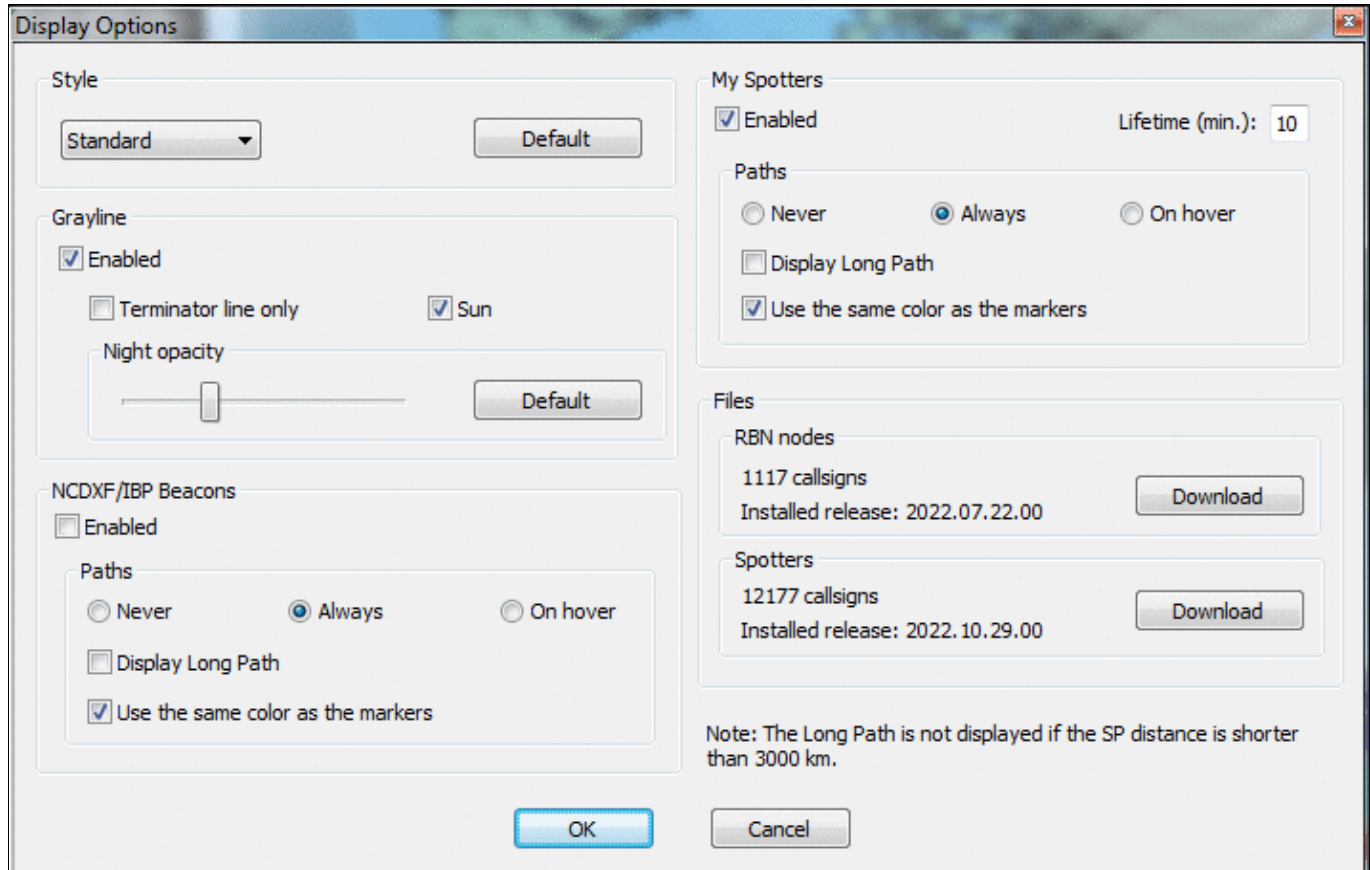 Display Options
Style
Standard
Default
Grayline
Enabled
Terminator line only
Sun
Night opacity
Default
NCDXF/IBP Beacons
Enabled
Paths
Never
Always
On hover
Display Long Path
Use the same color as the markers
My Spotters
Enabled
Lifetime (min.): 10
Paths
Never
Always
On hover
Display Long Path
Use the same color as the markers
Files
RBN nodes
1117 callsigns
Installed release: 2022.07.22.00
Download
Spotters
12177 callsigns
Installed release: 2022.10.29.00
Download
Note: The Long Path is not displayed if the SP distance is shorter
than 3000 km.
OK
Cancel